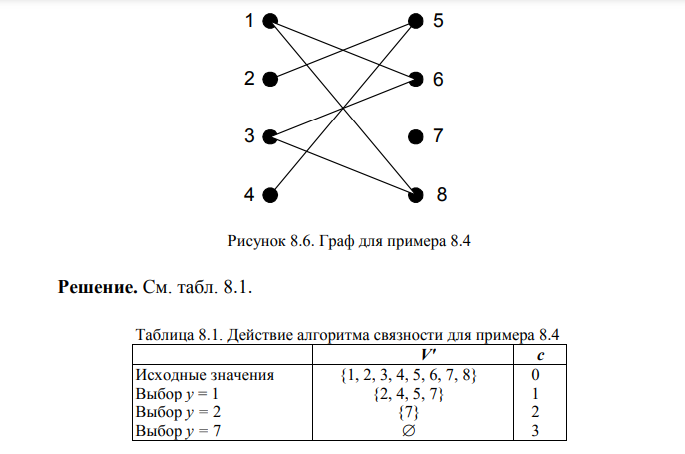 1 5
2 6
3 7
4 8
Рисунок 8.6. Граф для примера 8.4
Решение. См. табл. 8.1.
Таблица 8.1. Действие алгоритма связности для примера 8.4
V' c
Исходные значения {1, 2, 3, 4, 5, 6, 7, 8} 0
Выбор y = 1 {2, 4, 5, 7} 1
Выбор y = 2 {7} 2
Выбор y = 7 ∅ 3